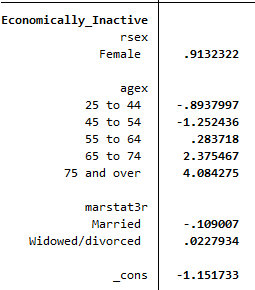 Economically_Inactive
rsex
Female .9132322
agex
25 to 44 -.8937997
45 to 54 -1.252436
55 to 64 .283718
65 to 74 2.375467
75 and over 4.084275
marstat3r
Married -.109007
Widowed/divorced .0227934
_cons -1.151733